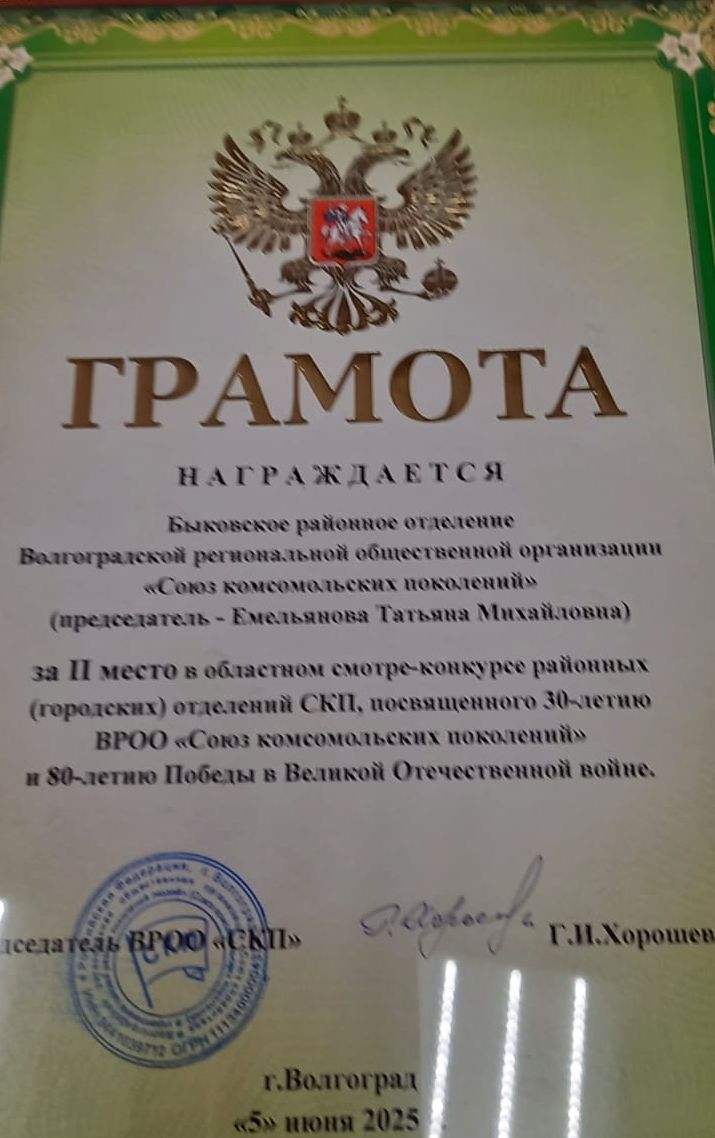 ГРАМОТА
НАГРАЖДАЕТСЯ
Быковское районное отделение
Волгоградской региональной общественной организации
«Союз комсомольских поколений»
(председатель - Емельянова Татьяна Михайловна)
за II место в областном смотре-конкурсе районных
(городских) отделений СКП, посвященного 30-летию
ВРОО «Союз комсомольских поколений»
и 80-летию Победы в Великой Отечественной войне.
дседатель ВРОО «СКП» Г.И.Хорошев
СКП
г.Волгоград
«5» июня 2025